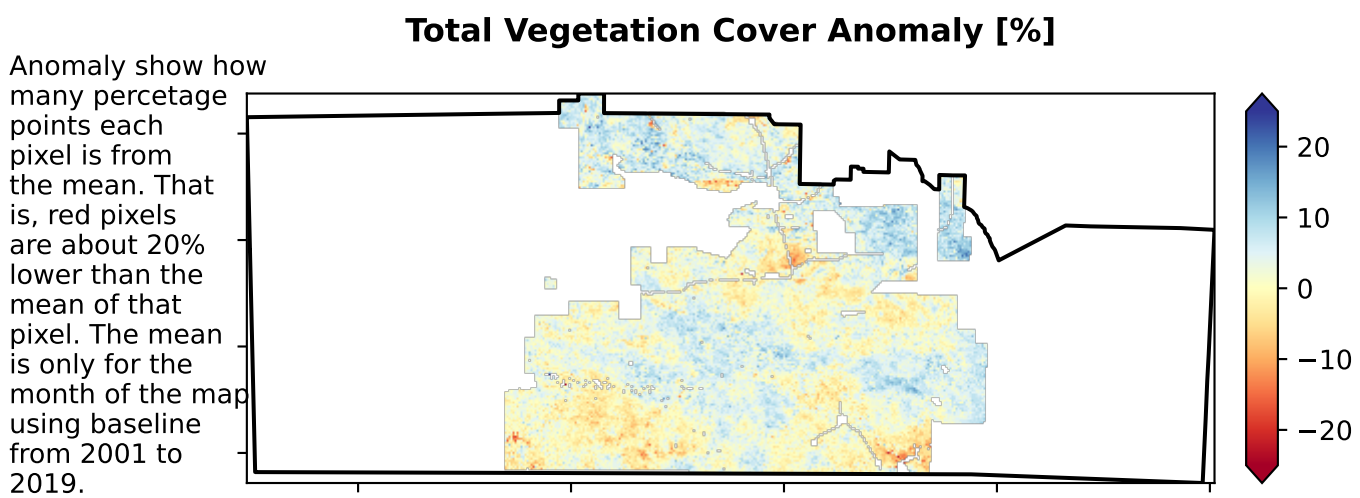 Total Vegetation Cover Anomaly [%]
Anomaly show how
many percetage
points each
pixel is from
the mean. That
is, red pixels
are about 20%
lower than the
mean of that
pixel. The mean
is only for the
month of the map
using baseline
from 2001 to
2019.
20
10
0
−10
−20